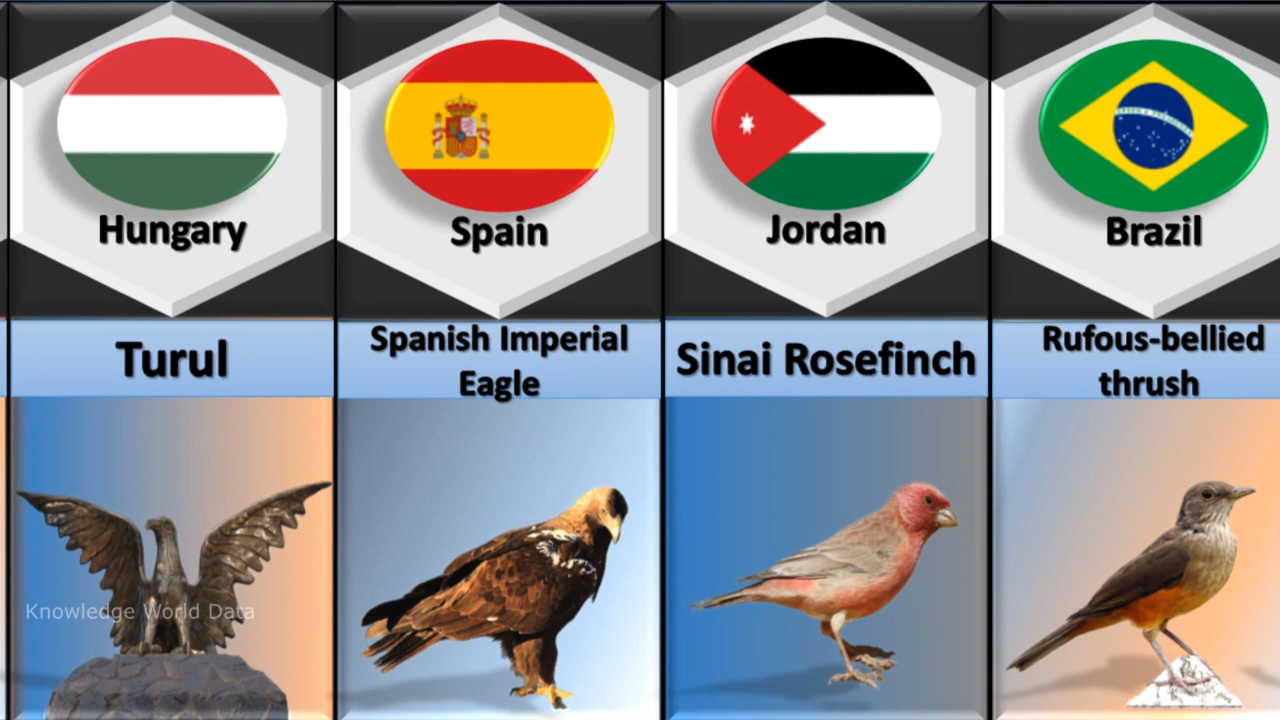 Hungary
Spain
Jordan
Brazil
Turul
Spanish Imperial
Eagle
Sinai Rosefinch
Rufous-bellied
thrush
Knowledge World Data